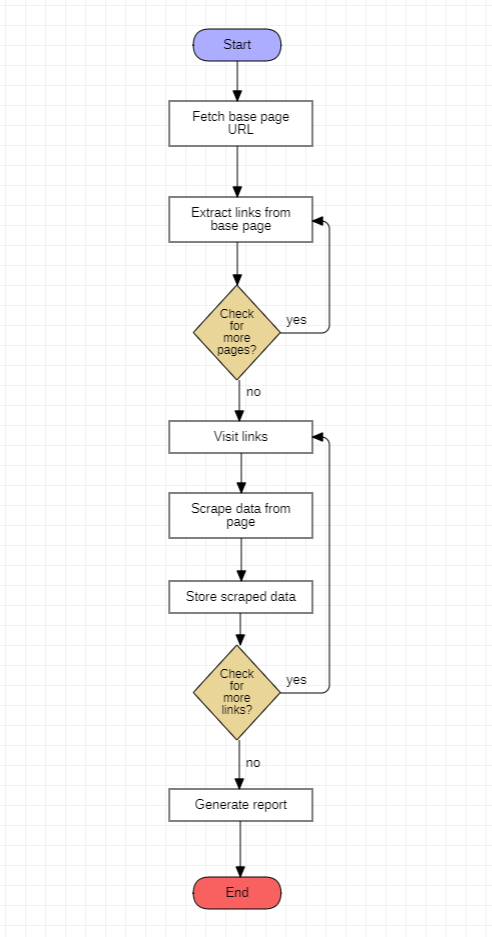 Start
Fetch base page
URL
Extract links from
base page
Check
for
more
pages?
yes
no
Visit links
Scrape data from
page
Store scraped data
Check
for
more
links?
yes
no
Generate report
End